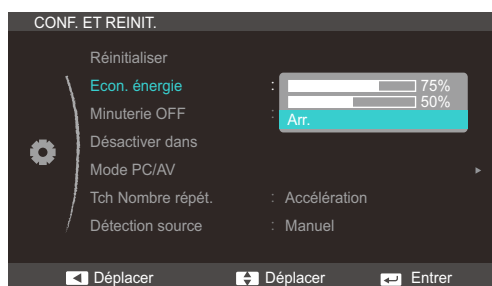 CONF. ET REINIT.
Réinitialiser
Econ. énergie :
75%
50%
Arr.
Minuterie OFF :
Désactiver dans
Mode PC/AV
Tch Nombre répét. : Accélération
Détection source : Manuel
Déplacer Déplacer Entrer